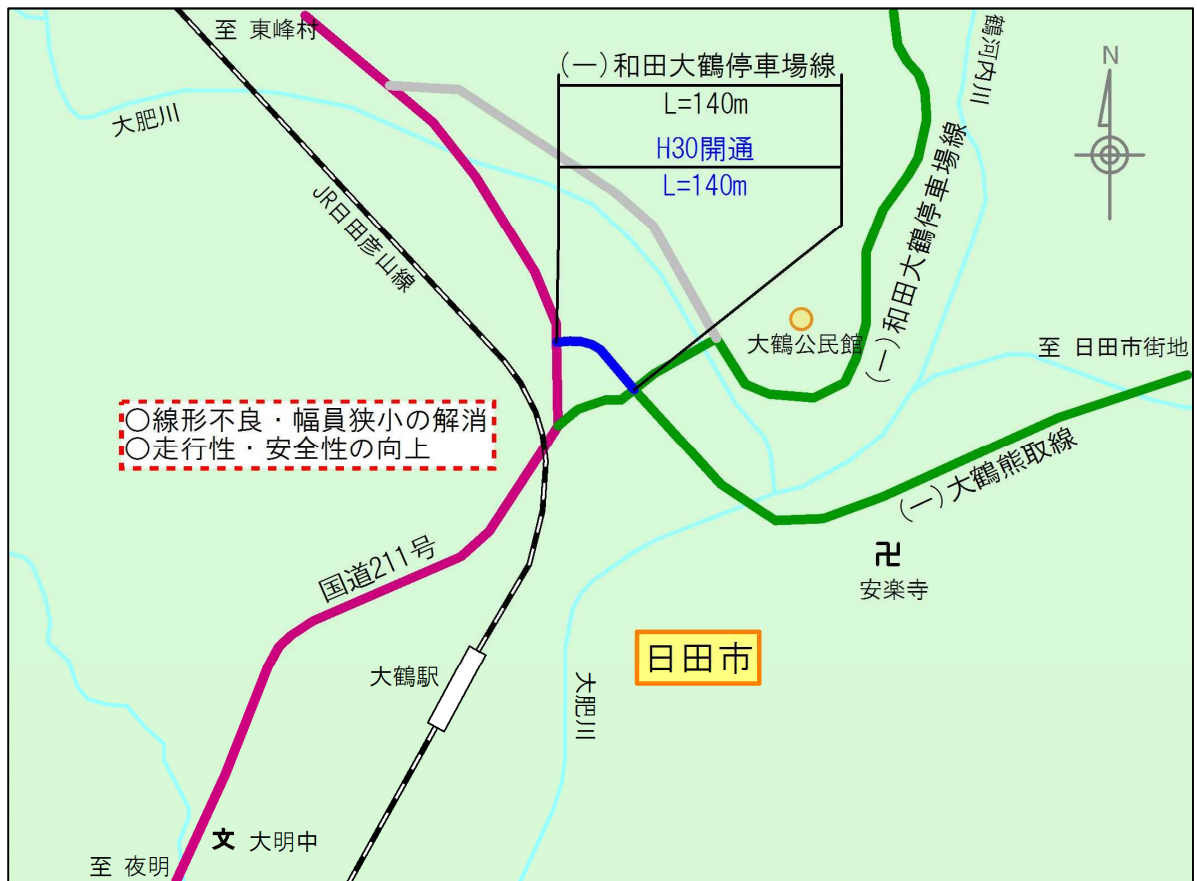 至 東峰村
(一)和田大鶴停車場線
L=140m
H30開通
L=140m
鶴河内川
N
大肥川
JR日田彦山線
(一)和田大鶴停車場線
大鶴公民館
至 日田市街地
○線形不良・幅員狭小の解消
○走行性・安全性の向上
(一)大鶴熊取線
国道211号
卍
安楽寺
日田市
大鶴駅
大肥川
文 大明中
至 夜明